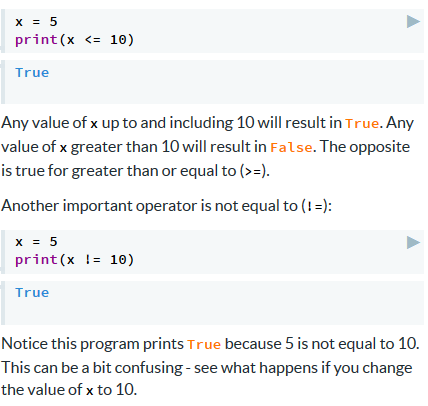 x = 5
print(x <= 10)
True
Any value of x up to and including 10 will result in True. Any
value of x greater than 10 will result in False. The opposite
is true for greater than or equal to (>=).
Another important operator is not equal to (!=):
x = 5
print(x != 10)
True
Notice this program prints True because 5 is not equal to 10.
This can be a bit confusing - see what happens if you change
the value of x to 10.